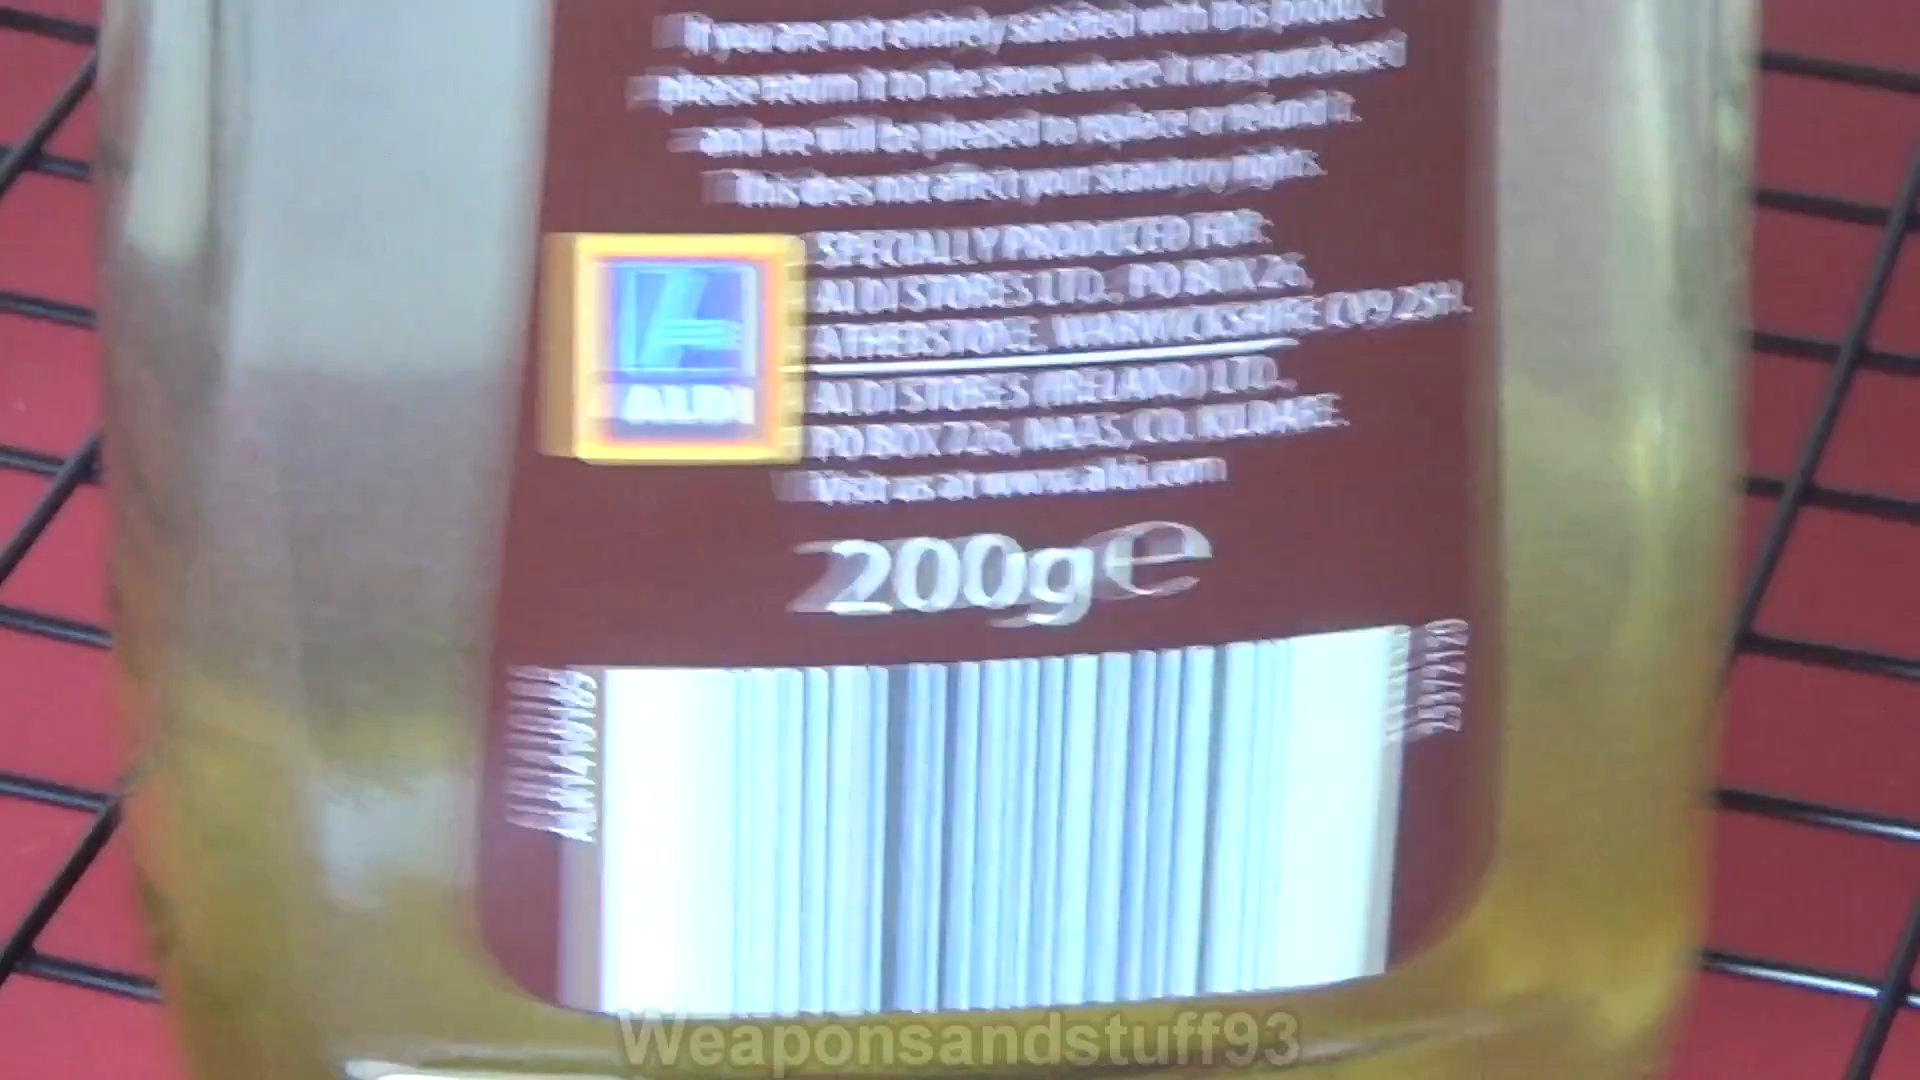 If you are not entirely satisfied with this product
please return it to the store where it was purchased
and we will be pleased to replace or refund it.
This does not affect your statutory rights.
SPECIALLY PRODUCED FOR:
ALDI STORES LTD., PO BOX 26,
ATHERSTONE, WARWICKSHIRE CV9 2SH.
ALDI STORES (IRELAND) LTD.,
PO BOX 726, NAAS, CO. KILDARE.
Visit us at www.aldi.com
ALDI
200g e
Weaponsandstuff93